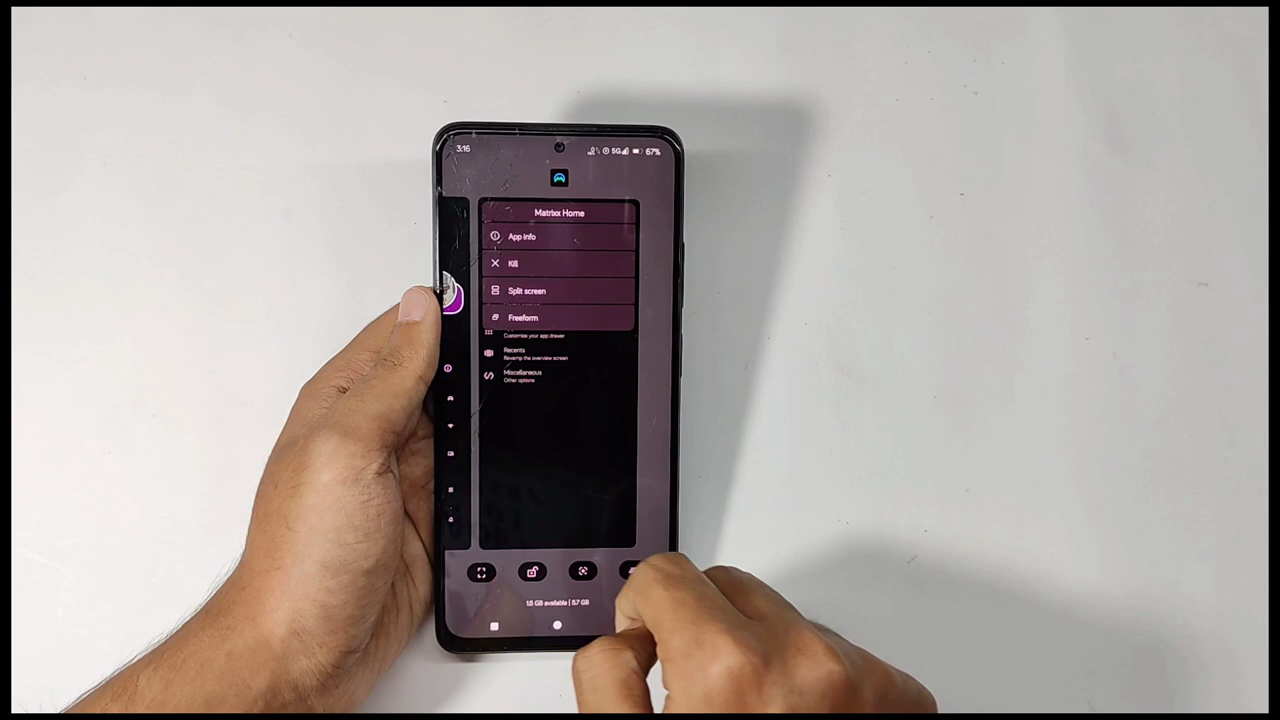 3:16
5G 67%
Matrixx Home
App info
Kill
Split screen
Freeform
Customise your app drawer
Recents
Revamp the overview screen
Miscellaneous
Other options
1.5 GB available | 5.7 GB